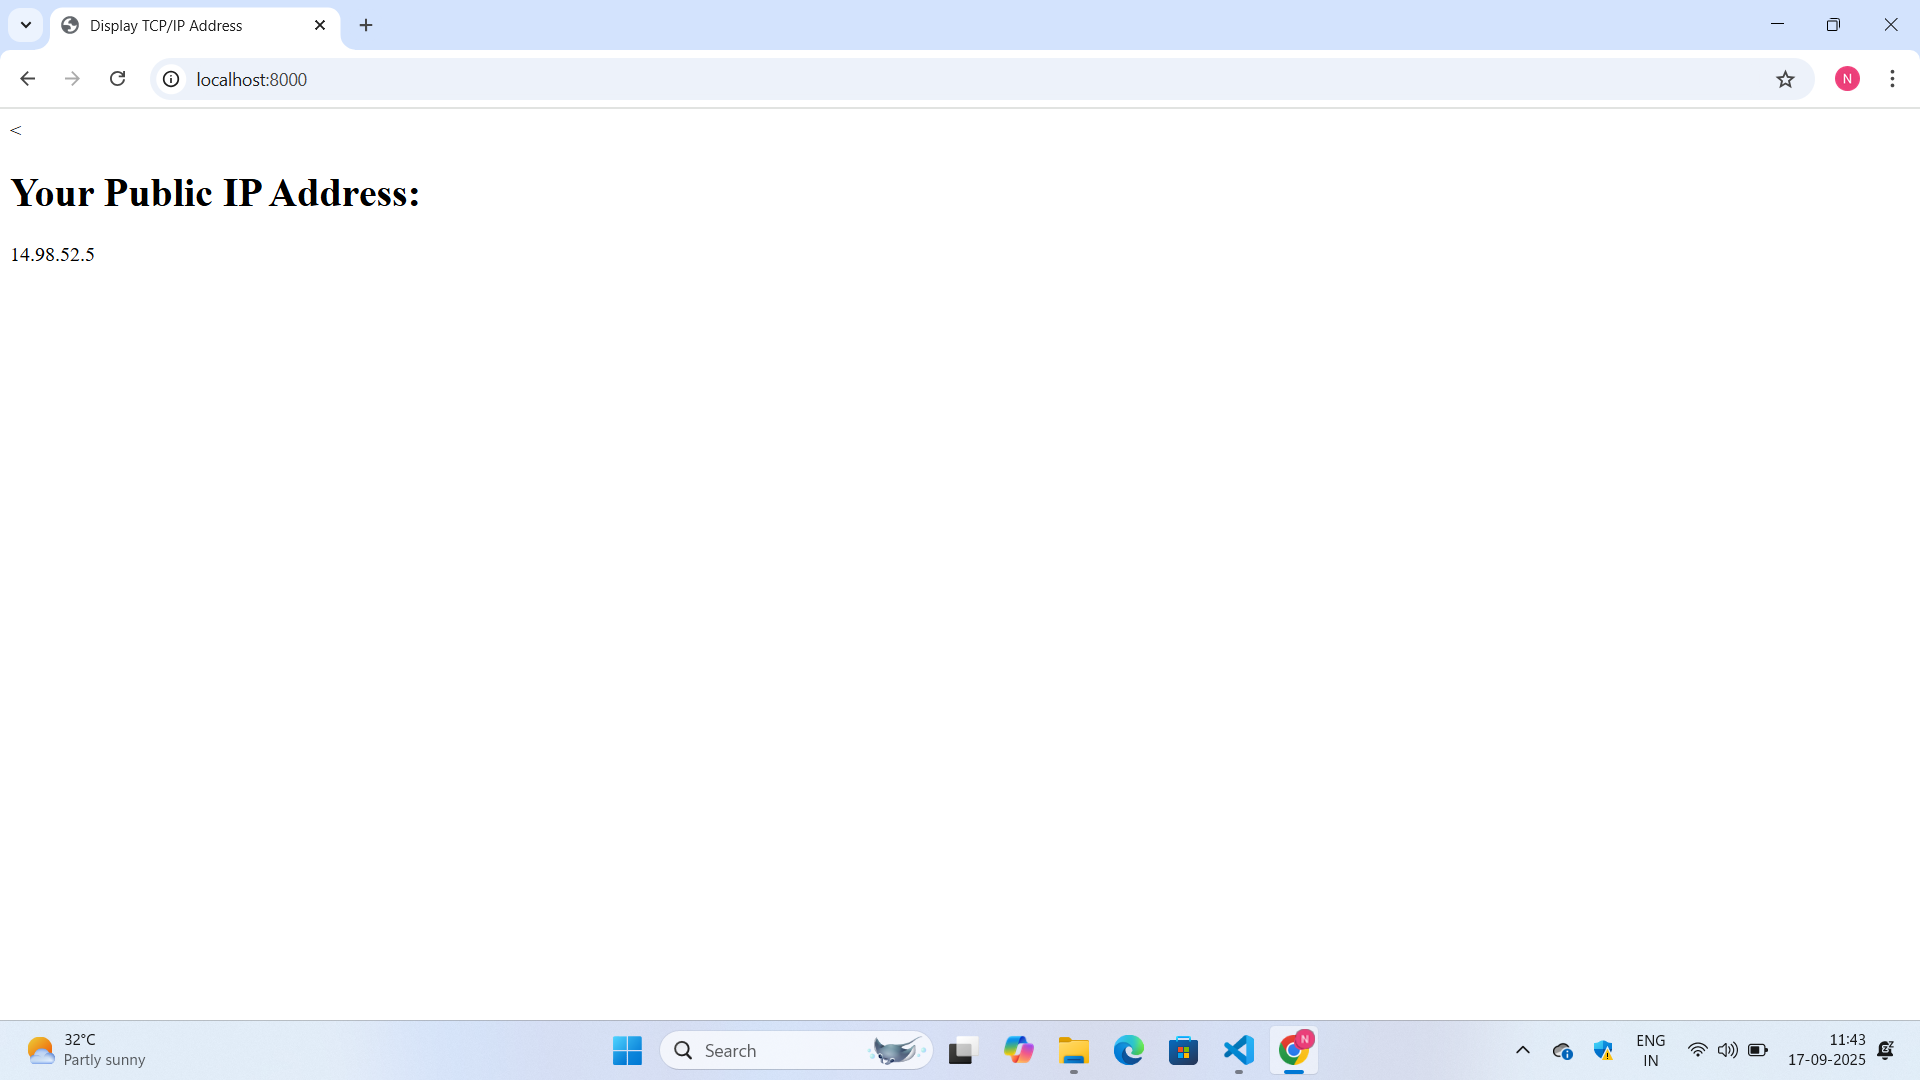 Display TCP/IP Address
localhost:8000
N
<
Your Public IP Address:
14.98.52.5
32°C
Partly sunny
Search
N
ENG
IN
11:43
17-09-2025